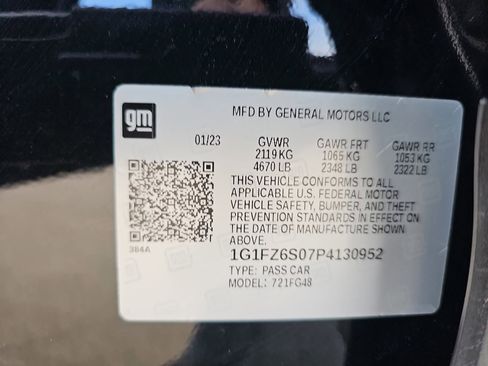 gm
MFD BY GENERAL MOTORS LLC
01/23 GVWR GAWR FRT GAWR RR
2119 KG 1065 KG 1053 KG
4670 LB 2348 LB 2322 LB
THIS VEHICLE CONFORMS TO ALL
APPLICABLE U.S. FEDERAL MOTOR
VEHICLE SAFETY, BUMPER, AND THEFT
PREVENTION STANDARDS IN EFFECT ON
THE DATE OF MANUFACTURE SHOWN
ABOVE.
384A
1G1FZ6S07P4130952
TYPE: PASS CAR
MODEL: 721FG48